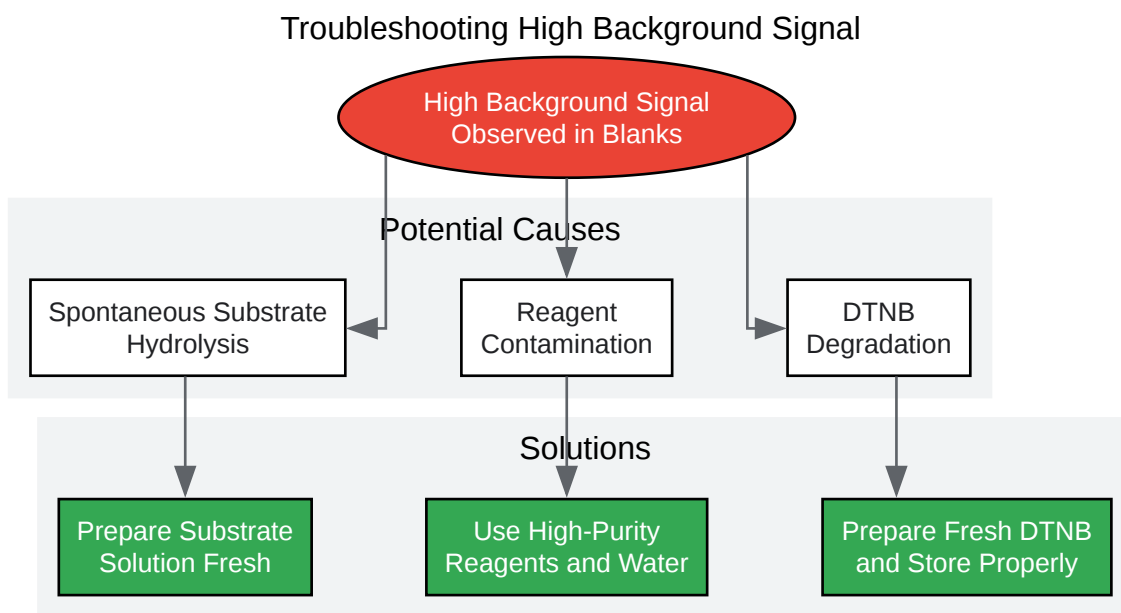 Troubleshooting High Background Signal
High Background Signal
Observed in Blanks
Potential Causes
Spontaneous Substrate
Hydrolysis
Reagent
Contamination
DTNB
Degradation
Solutions
Prepare Substrate
Solution Fresh
Use High-Purity
Reagents and Water
Prepare Fresh DTNB
and Store Properly